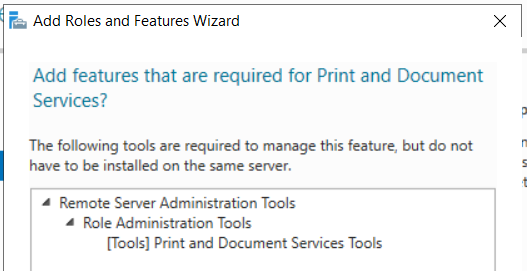 Add Roles and Features Wizard
Add features that are required for Print and Document
Services?
The following tools are required to manage this feature, but do not
have to be installed on the same server.
Remote Server Administration Tools
Role Administration Tools
[Tools] Print and Document Services Tools